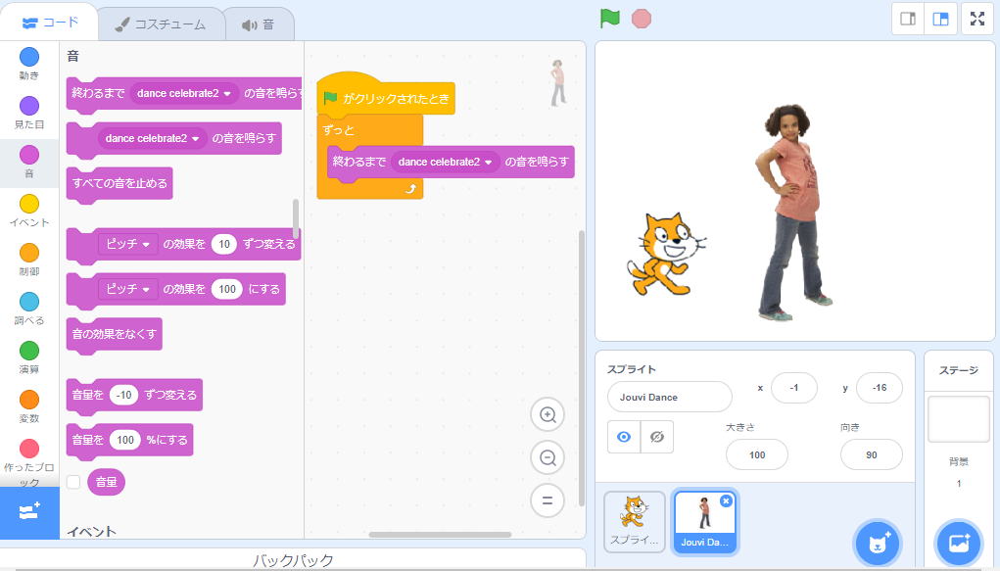 コード
コスチューム
音
動き
見た目
音
イベント
制御
調べる
演算
変数
作ったブロ
ック
音
終わるまで dance celebrate2 の音を鳴らす
dance celebrate2 の音を鳴らす
すべての音を止める
ピッチ の効果を 10 ずつ変える
ピッチ の効果を 100 にする
音の効果をなくす
音量を -10 ずつ変える
音量を 100 %にする
音量
イベント
がクリックされたとき
ずっと
終わるまで dance celebrate2 の音を鳴らす
バックパック
スプライト
Jouvi Dance
x -1
y -16
大きさ
100
向き
90
スプライ...
Jouvi Da...
ステージ
背景
1